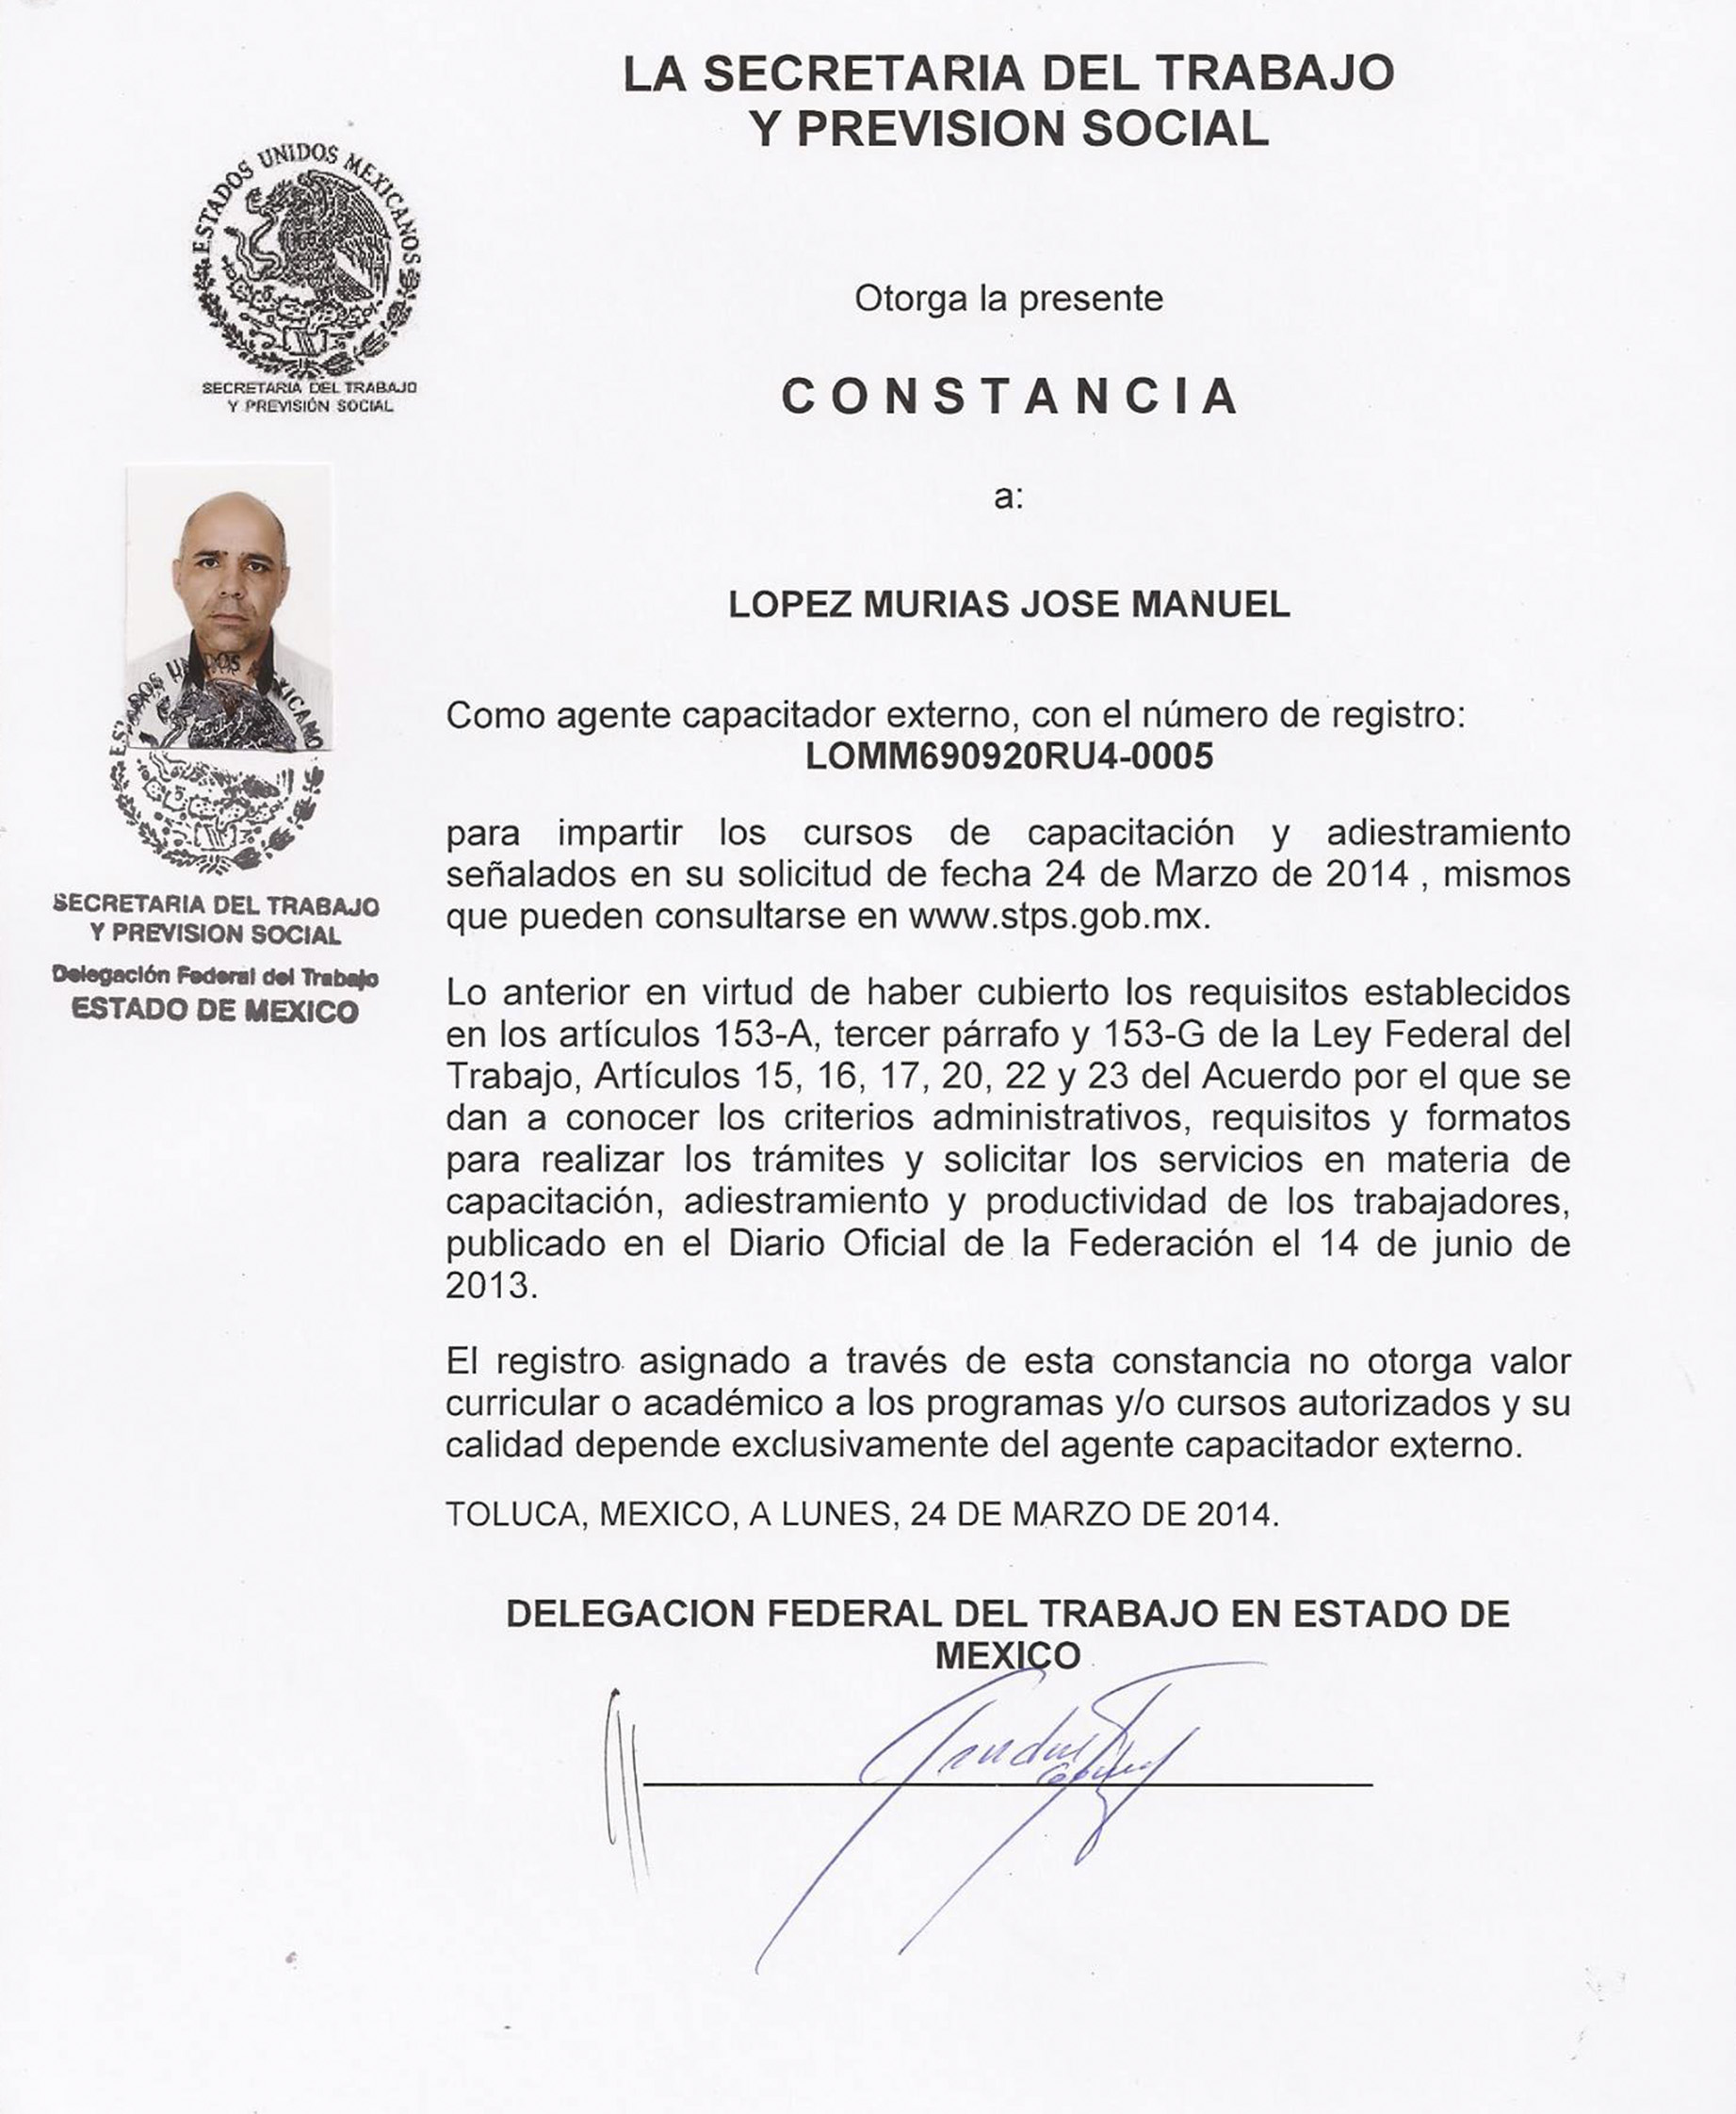 LA SECRETARIA DEL TRABAJO
Y PREVISION SOCIAL
ESTADOS UNIDOS MEXICANOS
SECRETARIA DEL TRABAJO
Y PREVISIÓN SOCIAL
Otorga la presente
CONSTANCIA
a:
LOPEZ MURIAS JOSE MANUEL
Como agente capacitador externo, con el número de registro:
LOMM690920RU4-0005
para impartir los cursos de capacitación y adiestramiento
señalados en su solicitud de fecha 24 de Marzo de 2014 , mismos
que pueden consultarse en www.stps.gob.mx.
SECRETARIA DEL TRABAJO
Y PREVISION SOCIAL
Delegación Federal del Trabajo
ESTADO DE MEXICO
Lo anterior en virtud de haber cubierto los requisitos establecidos
en los artículos 153-A, tercer párrafo y 153-G de la Ley Federal del
Trabajo, Artículos 15, 16, 17, 20, 22 y 23 del Acuerdo por el que se
dan a conocer los criterios administrativos, requisitos y formatos
para realizar los trámites y solicitar los servicios en materia de
capacitación, adiestramiento y productividad de los trabajadores,
publicado en el Diario Oficial de la Federación el 14 de junio de
2013.
El registro asignado a través de esta constancia no otorga valor
curricular o académico a los programas y/o cursos autorizados y su
calidad depende exclusivamente del agente capacitador externo.
TOLUCA, MEXICO, A LUNES, 24 DE MARZO DE 2014.
DELEGACION FEDERAL DEL TRABAJO EN ESTADO DE
MEXICO